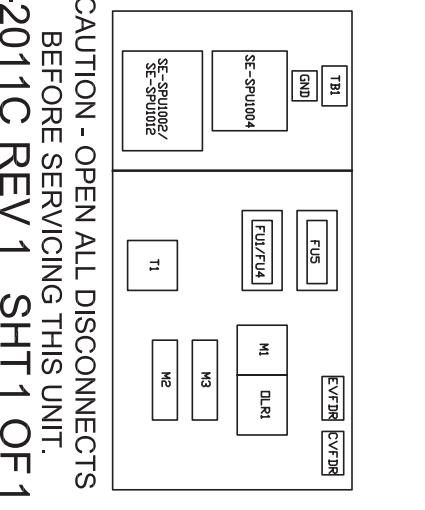 TB1
GND
SE-SPU1004
SE-SPU1002/
SE-SPU1012
FU5
FU1/FU4
T1
EVFDR
CVFDR
M1
OLR1
M3
M2
CAUTION - OPEN ALL DISCONNECTS
BEFORE SERVICING THIS UNIT.
2011C REV 1 SHT 1 OF 1